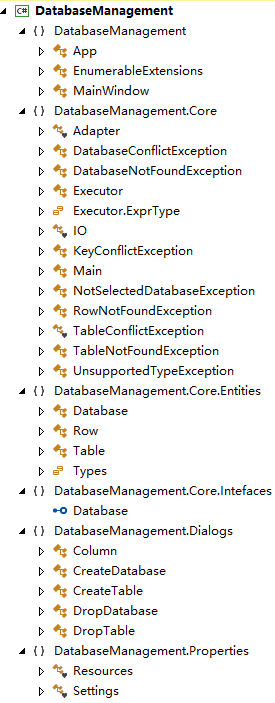 C# DatabaseManagement
{ } DatabaseManagement
App
EnumerableExtensions
MainWindow
{ } DatabaseManagement.Core
Adapter
DatabaseConflictException
DatabaseNotFoundException
Executor
Executor.ExprType
IO
KeyConflictException
Main
NotSelectedDatabaseException
RowNotFoundException
TableConflictException
TableNotFoundException
UnsupportedTypeException
{ } DatabaseManagement.Core.Entities
Database
Row
Table
Types
{ } DatabaseManagement.Core.Intefaces
Database
{ } DatabaseManagement.Dialogs
Column
CreateDatabase
CreateTable
DropDatabase
DropTable
{ } DatabaseManagement.Properties
Resources
Settings